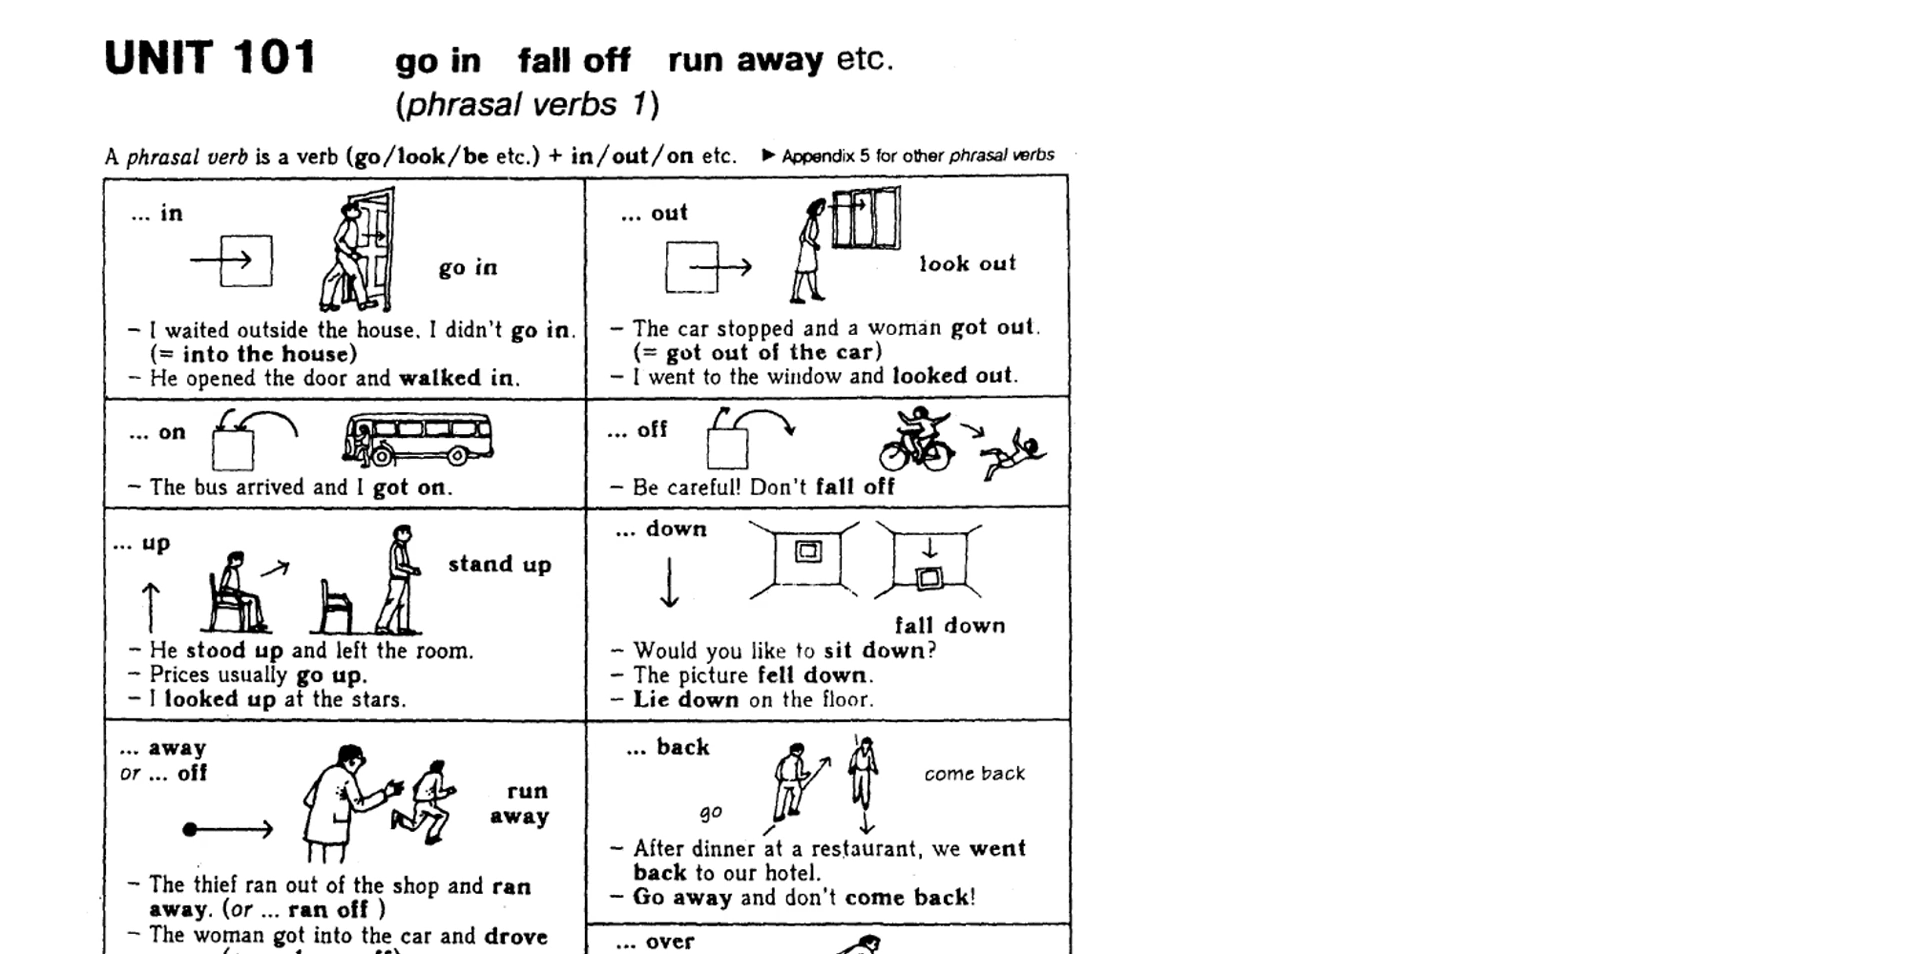 UNIT 101 go in fall off run away etc.
(phrasal verbs 1)
A phrasal verb is a verb (go/look/be etc.) + in/out/on etc. ► Appendix 5 for other phrasal verbs
... in
go in
– I waited outside the house. I didn't go in.
(= into the house)
– He opened the door and walked in.
... out
look out
– The car stopped and a woman got out.
(= got out of the car)
– I went to the window and looked out.
... on
– The bus arrived and I got on.
... off
– Be careful! Don't fall off
... up
stand up
– He stood up and left the room.
– Prices usually go up.
– I looked up at the stars.
... down
fall down
– Would you like to sit down?
– The picture fell down.
– Lie down on the floor.
... away
or ... off
run
away
– The thief ran out of the shop and ran
away. (or ... ran off )
– The woman got into the car and drove
... back
go
come back
– After dinner at a restaurant, we went
back to our hotel.
– Go away and don't come back!
... over